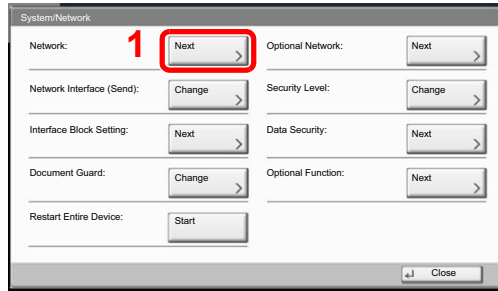 System/Network
Network: 1 Next Optional Network: Next
Network Interface (Send): Change Security Level: Change
Interface Block Setting: Next Data Security: Next
Document Guard: Change Optional Function: Next
Restart Entire Device: Start
Close